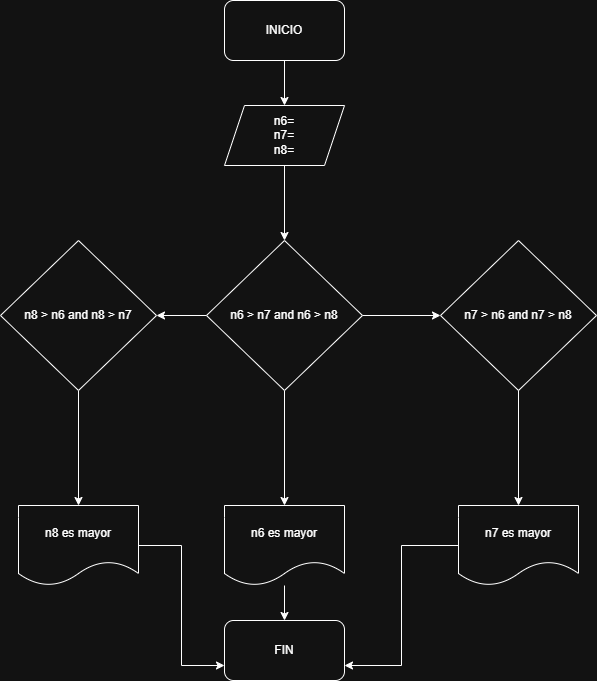 INICIO
n6=
n7=
n8=
n8 > n6 and n8 > n7
n6 > n7 and n6 > n8
n7 > n6 and n7 > n8
n8 es mayor
n6 es mayor
n7 es mayor
FIN